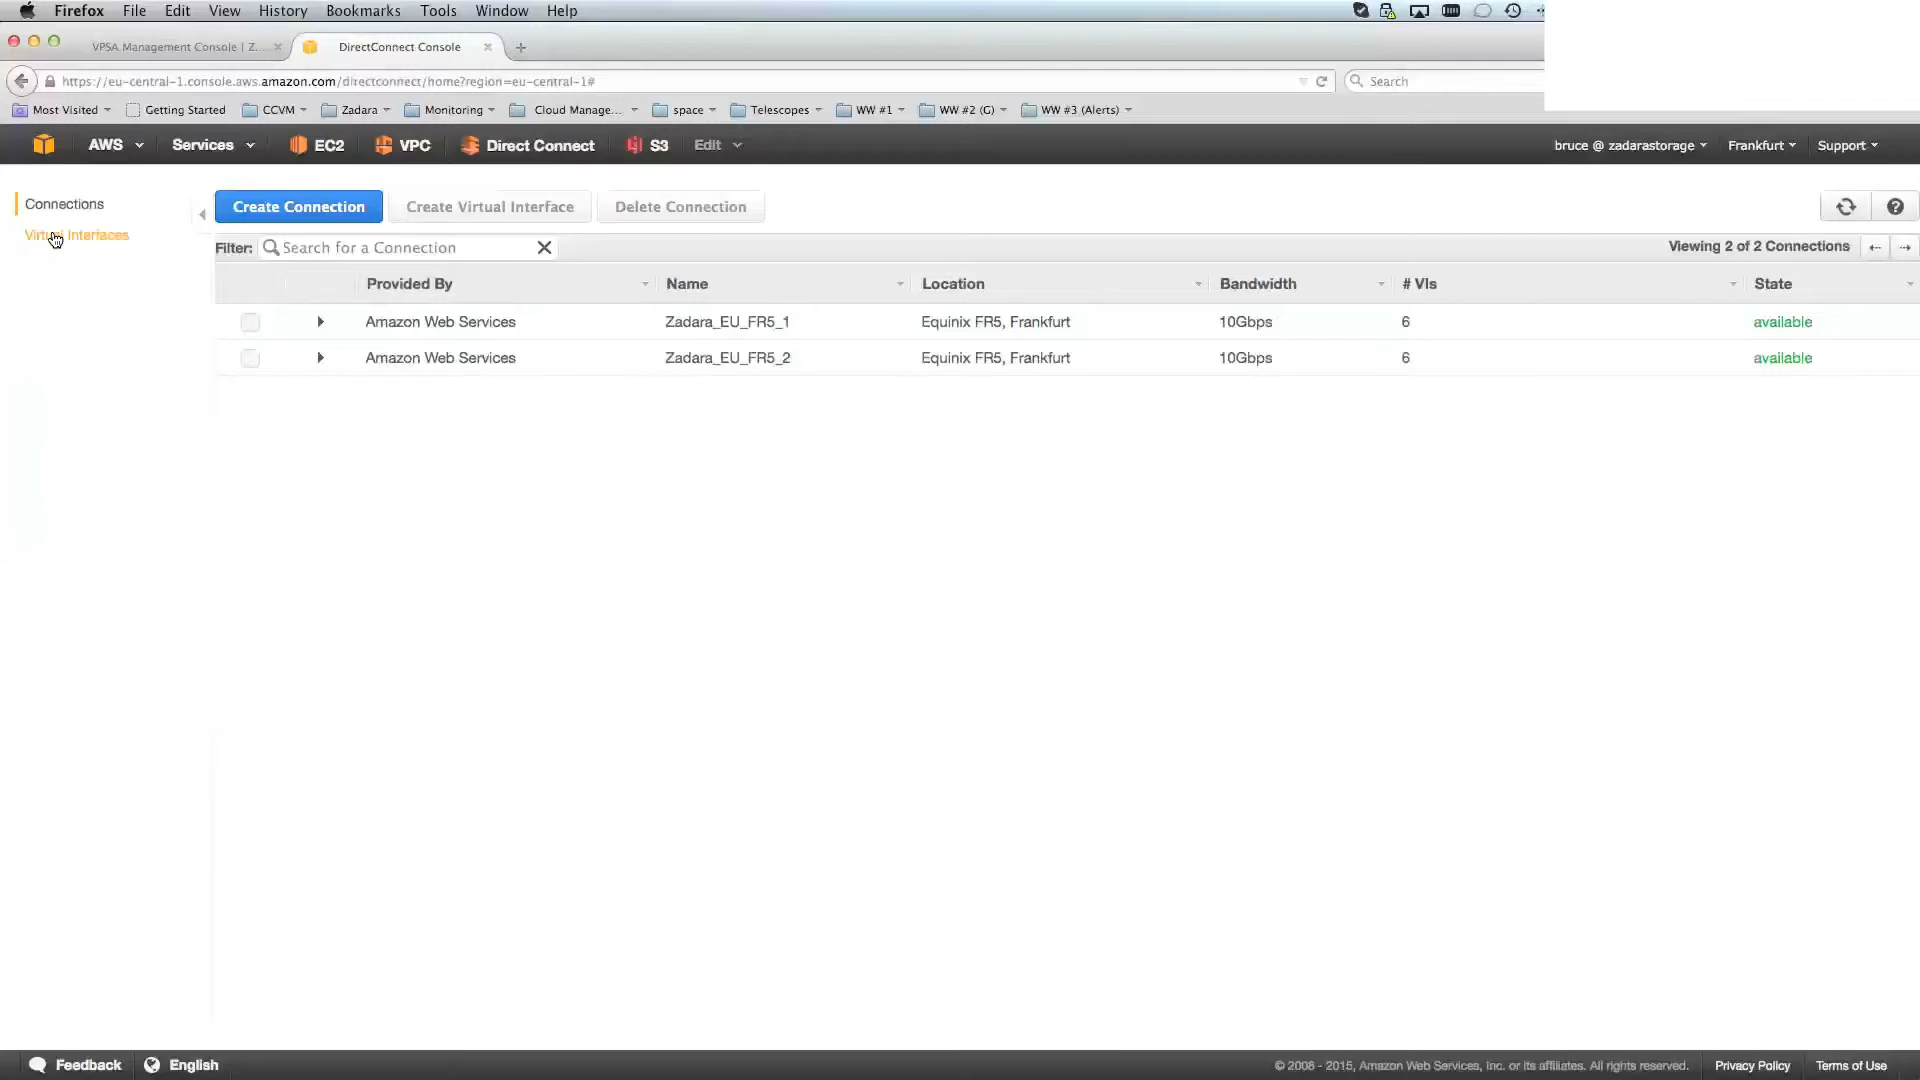 Firefox File Edit View History Bookmarks Tools Window Help
VPSA Management Console | Z... DirectConnect Console
https://eu-central-1.console.aws.amazon.com/directconnect/home?region=eu-central-1# Search
Most Visited Getting Started CCVM Zadara Monitoring Cloud Manage... space Telescopes WW #1 WW #2 (G) WW #3 (Alerts)
AWS Services EC2 VPC Direct Connect S3 Edit bruce @ zadarastorage Frankfurt Support
Connections
Virtual Interfaces
Create Connection Create Virtual Interface Delete Connection
Filter: Search for a Connection Viewing 2 of 2 Connections
Provided By Name Location Bandwidth # VIs State
Amazon Web Services Zadara_EU_FR5_1 Equinix FR5, Frankfurt 10Gbps 6 available
Amazon Web Services Zadara_EU_FR5_2 Equinix FR5, Frankfurt 10Gbps 6 available
Feedback English © 2008 - 2015, Amazon Web Services, Inc. or its affiliates. All rights reserved. Privacy Policy Terms of Use